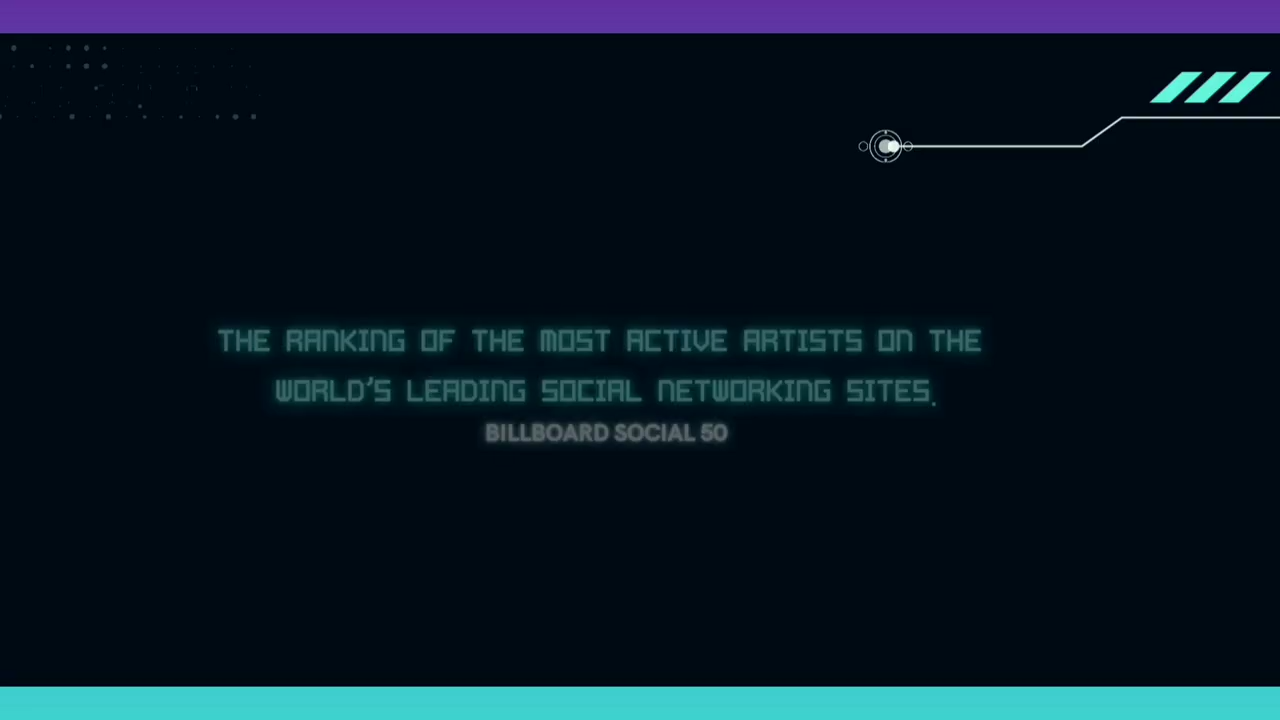 THE RANKING OF THE MOST ACTIVE ARTISTS ON THE
WORLD'S LEADING SOCIAL NETWORKING SITES.
BILLBOARD SOCIAL 50